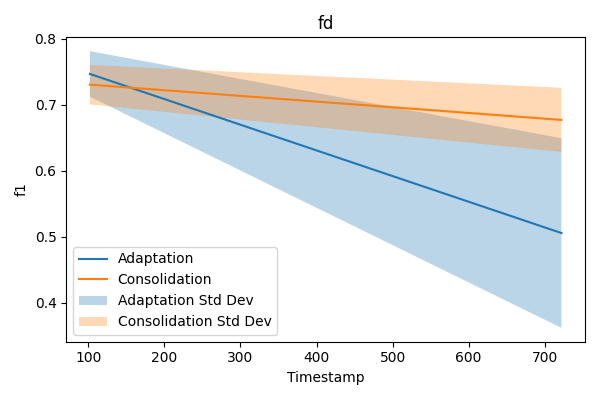 fd
0.8
0.7
0.6
0.5
0.4
f1
Adaptation
Consolidation
Adaptation Std Dev
Consolidation Std Dev
100 200 300 400 500 600 700
Timestamp